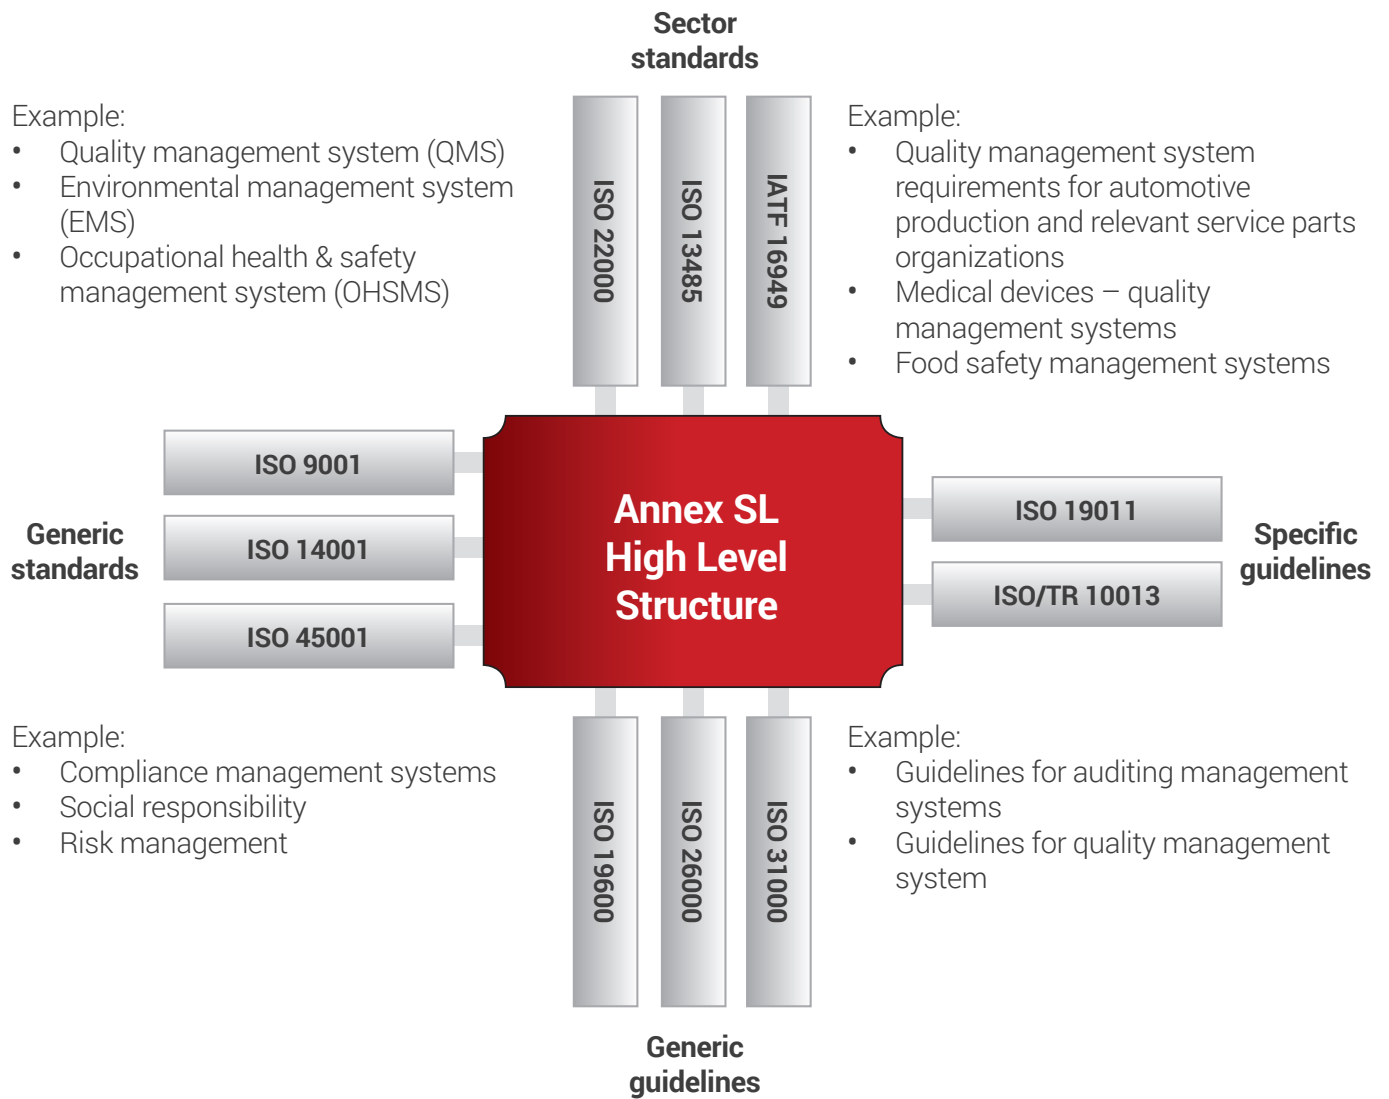 Sector
standards
Example:
• Quality management system (QMS)
• Environmental management system
(EMS)
• Occupational health & safety
management system (OHSMS)
ISO 22000
ISO 13485
IATF 16949
Example:
• Quality management system
requirements for automotive
production and relevant service parts
organizations
• Medical devices – quality
management systems
• Food safety management systems
Generic
standards
ISO 9001
ISO 14001
ISO 45001
Annex SL
High Level
Structure
ISO 19011
ISO/TR 10013
Specific
guidelines
Example:
• Compliance management systems
• Social responsibility
• Risk management
ISO 19600
ISO 26000
ISO 31000
Example:
• Guidelines for auditing management
systems
• Guidelines for quality management
system
Generic
guidelines